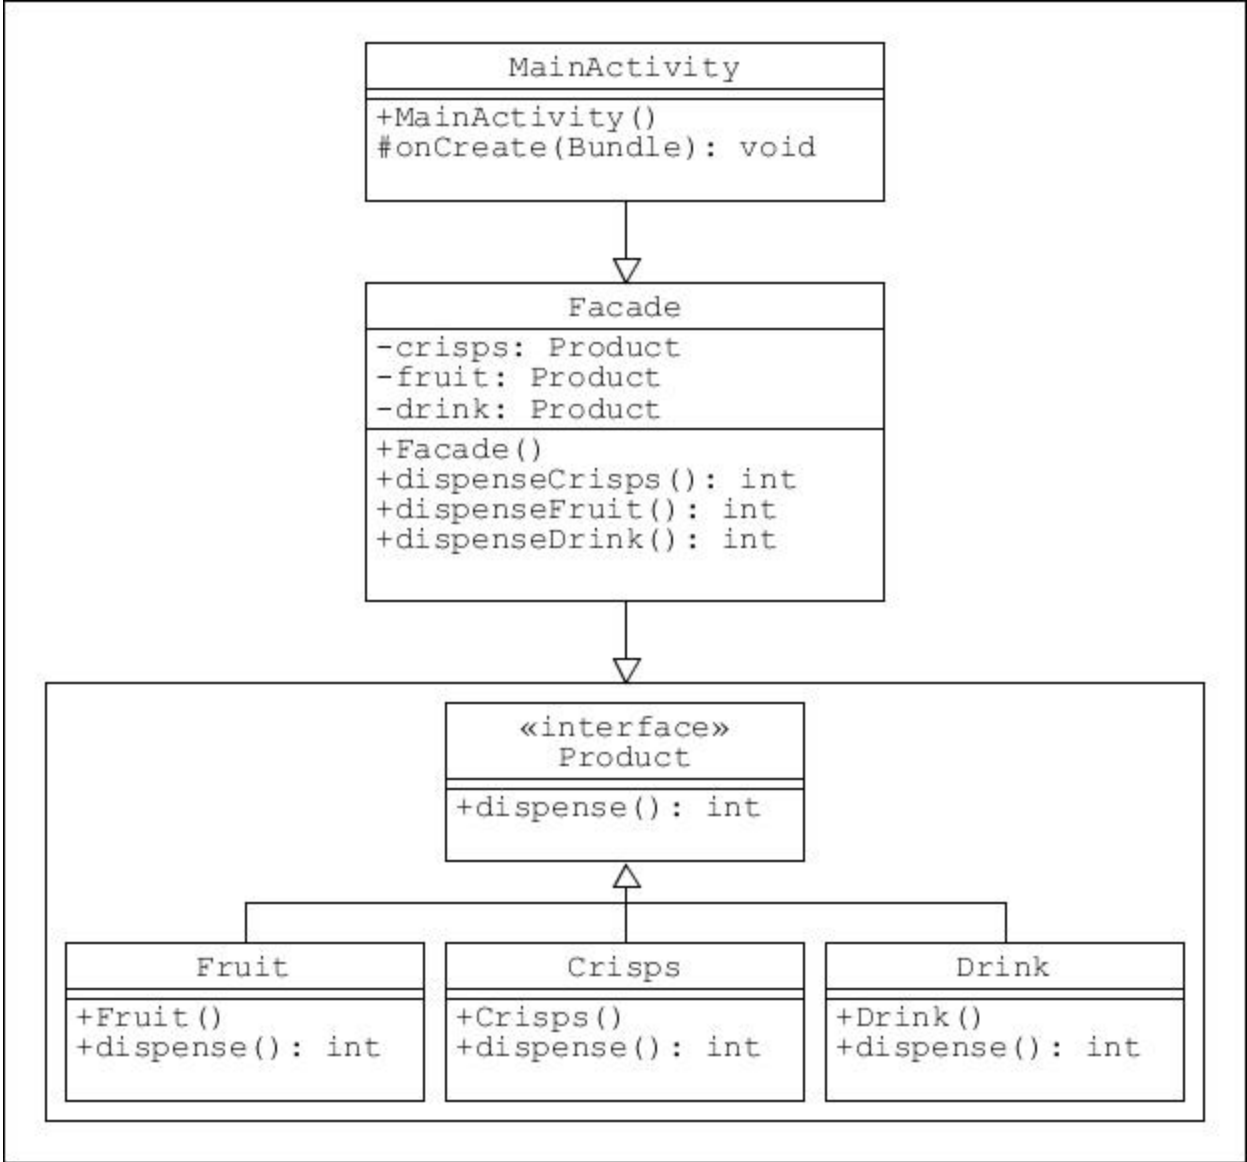 MainActivity
+MainActivity()
#onCreate(Bundle): void
Facade
-crisps: Product
-fruit: Product
-drink: Product
+Facade()
+dispenseCrisps(): int
+dispenseFruit(): int
+dispenseDrink(): int
«interface»
Product
+dispense(): int
Fruit
+Fruit()
+dispense(): int
Crisps
+Crisps()
+dispense(): int
Drink
+Drink()
+dispense(): int